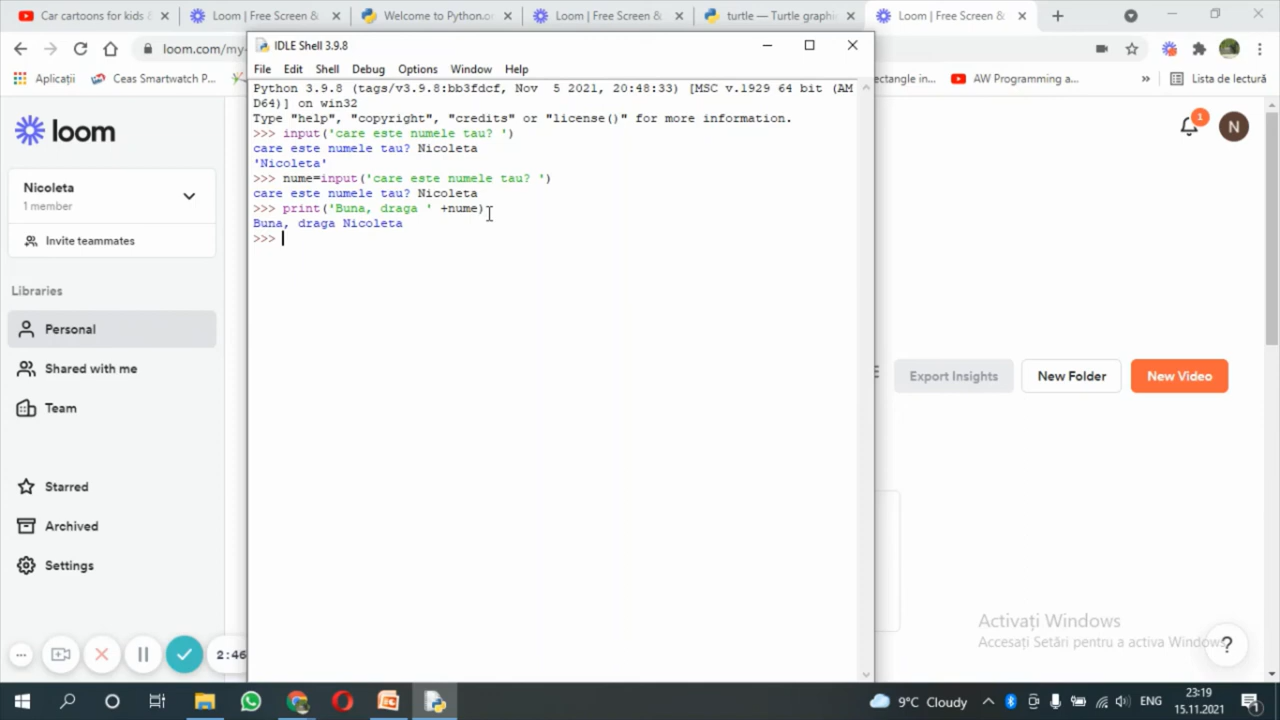 Car cartoons for kids &
Loom | Free Screen &
Welcome to Python.o
Loom | Free Screen &
turtle — Turtle graphi
Loom | Free Screen &
loom.com/my
Aplicații
Ceas Smartwatch P...
ectangle in...
AW Programming a...
»
Lista de lectură
IDLE Shell 3.9.8
File Edit Shell Debug Options Window Help
Python 3.9.8 (tags/v3.9.8:bb3fdcf, Nov  5 2021, 20:48:33) [MSC v.1929 64 bit (AM
D64)] on win32
Type "help", "copyright", "credits" or "license()" for more information.
>>> input('care este numele tau? ')
care este numele tau? Nicoleta
'Nicoleta'
>>> nume=input('care este numele tau? ')
care este numele tau? Nicoleta
>>> print('Buna, draga ' +nume)
Buna, draga Nicoleta
>>>
loom
Nicoleta
1 member
Invite teammates
Libraries
Personal
Shared with me
Team
Starred
Archived
Settings
1
N
Export Insights
New Folder
New Video
Activați Windows
Accesați Setări pentru a activa Windows.
?
2:46
9°C Cloudy
ENG
23:19
15.11.2021
1